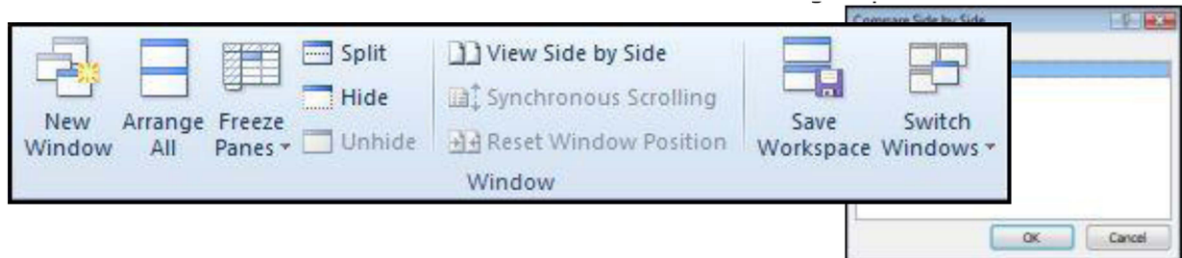 Compare Side by Side
New Window
Arrange All
Freeze Panes
Split
Hide
Unhide
View Side by Side
Synchronous Scrolling
Reset Window Position
Save Workspace
Switch Windows
Window
OK
Cancel